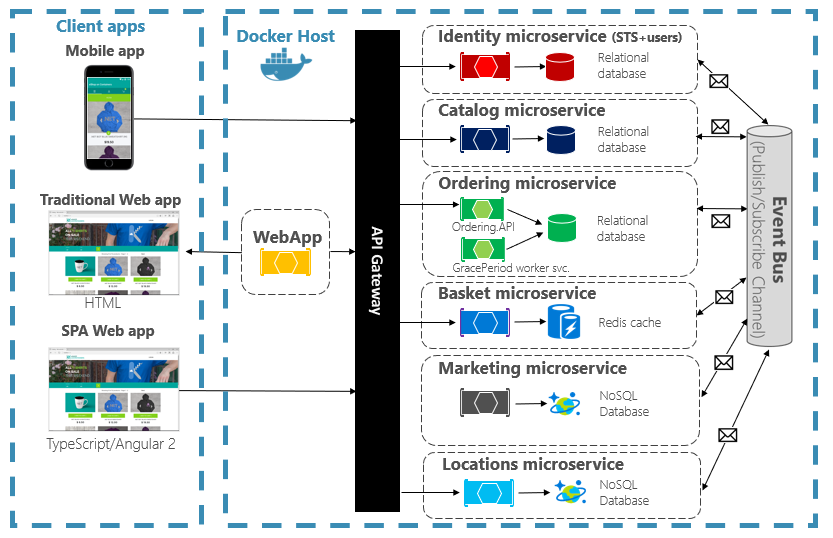 Client apps
Mobile app
Traditional Web app
HTML
SPA Web app
TypeScript/Angular 2
Docker Host
WebApp
API Gateway
Identity microservice (STS+users)
Relational
database
Catalog microservice
Relational
database
Ordering microservice
Ordering.API
GracePeriod worker svc.
Relational
database
Basket microservice
Redis cache
Marketing microservice
NoSQL
Database
Locations microservice
NoSQL
Database
Event Bus
(Publish/Subscribe Channel)